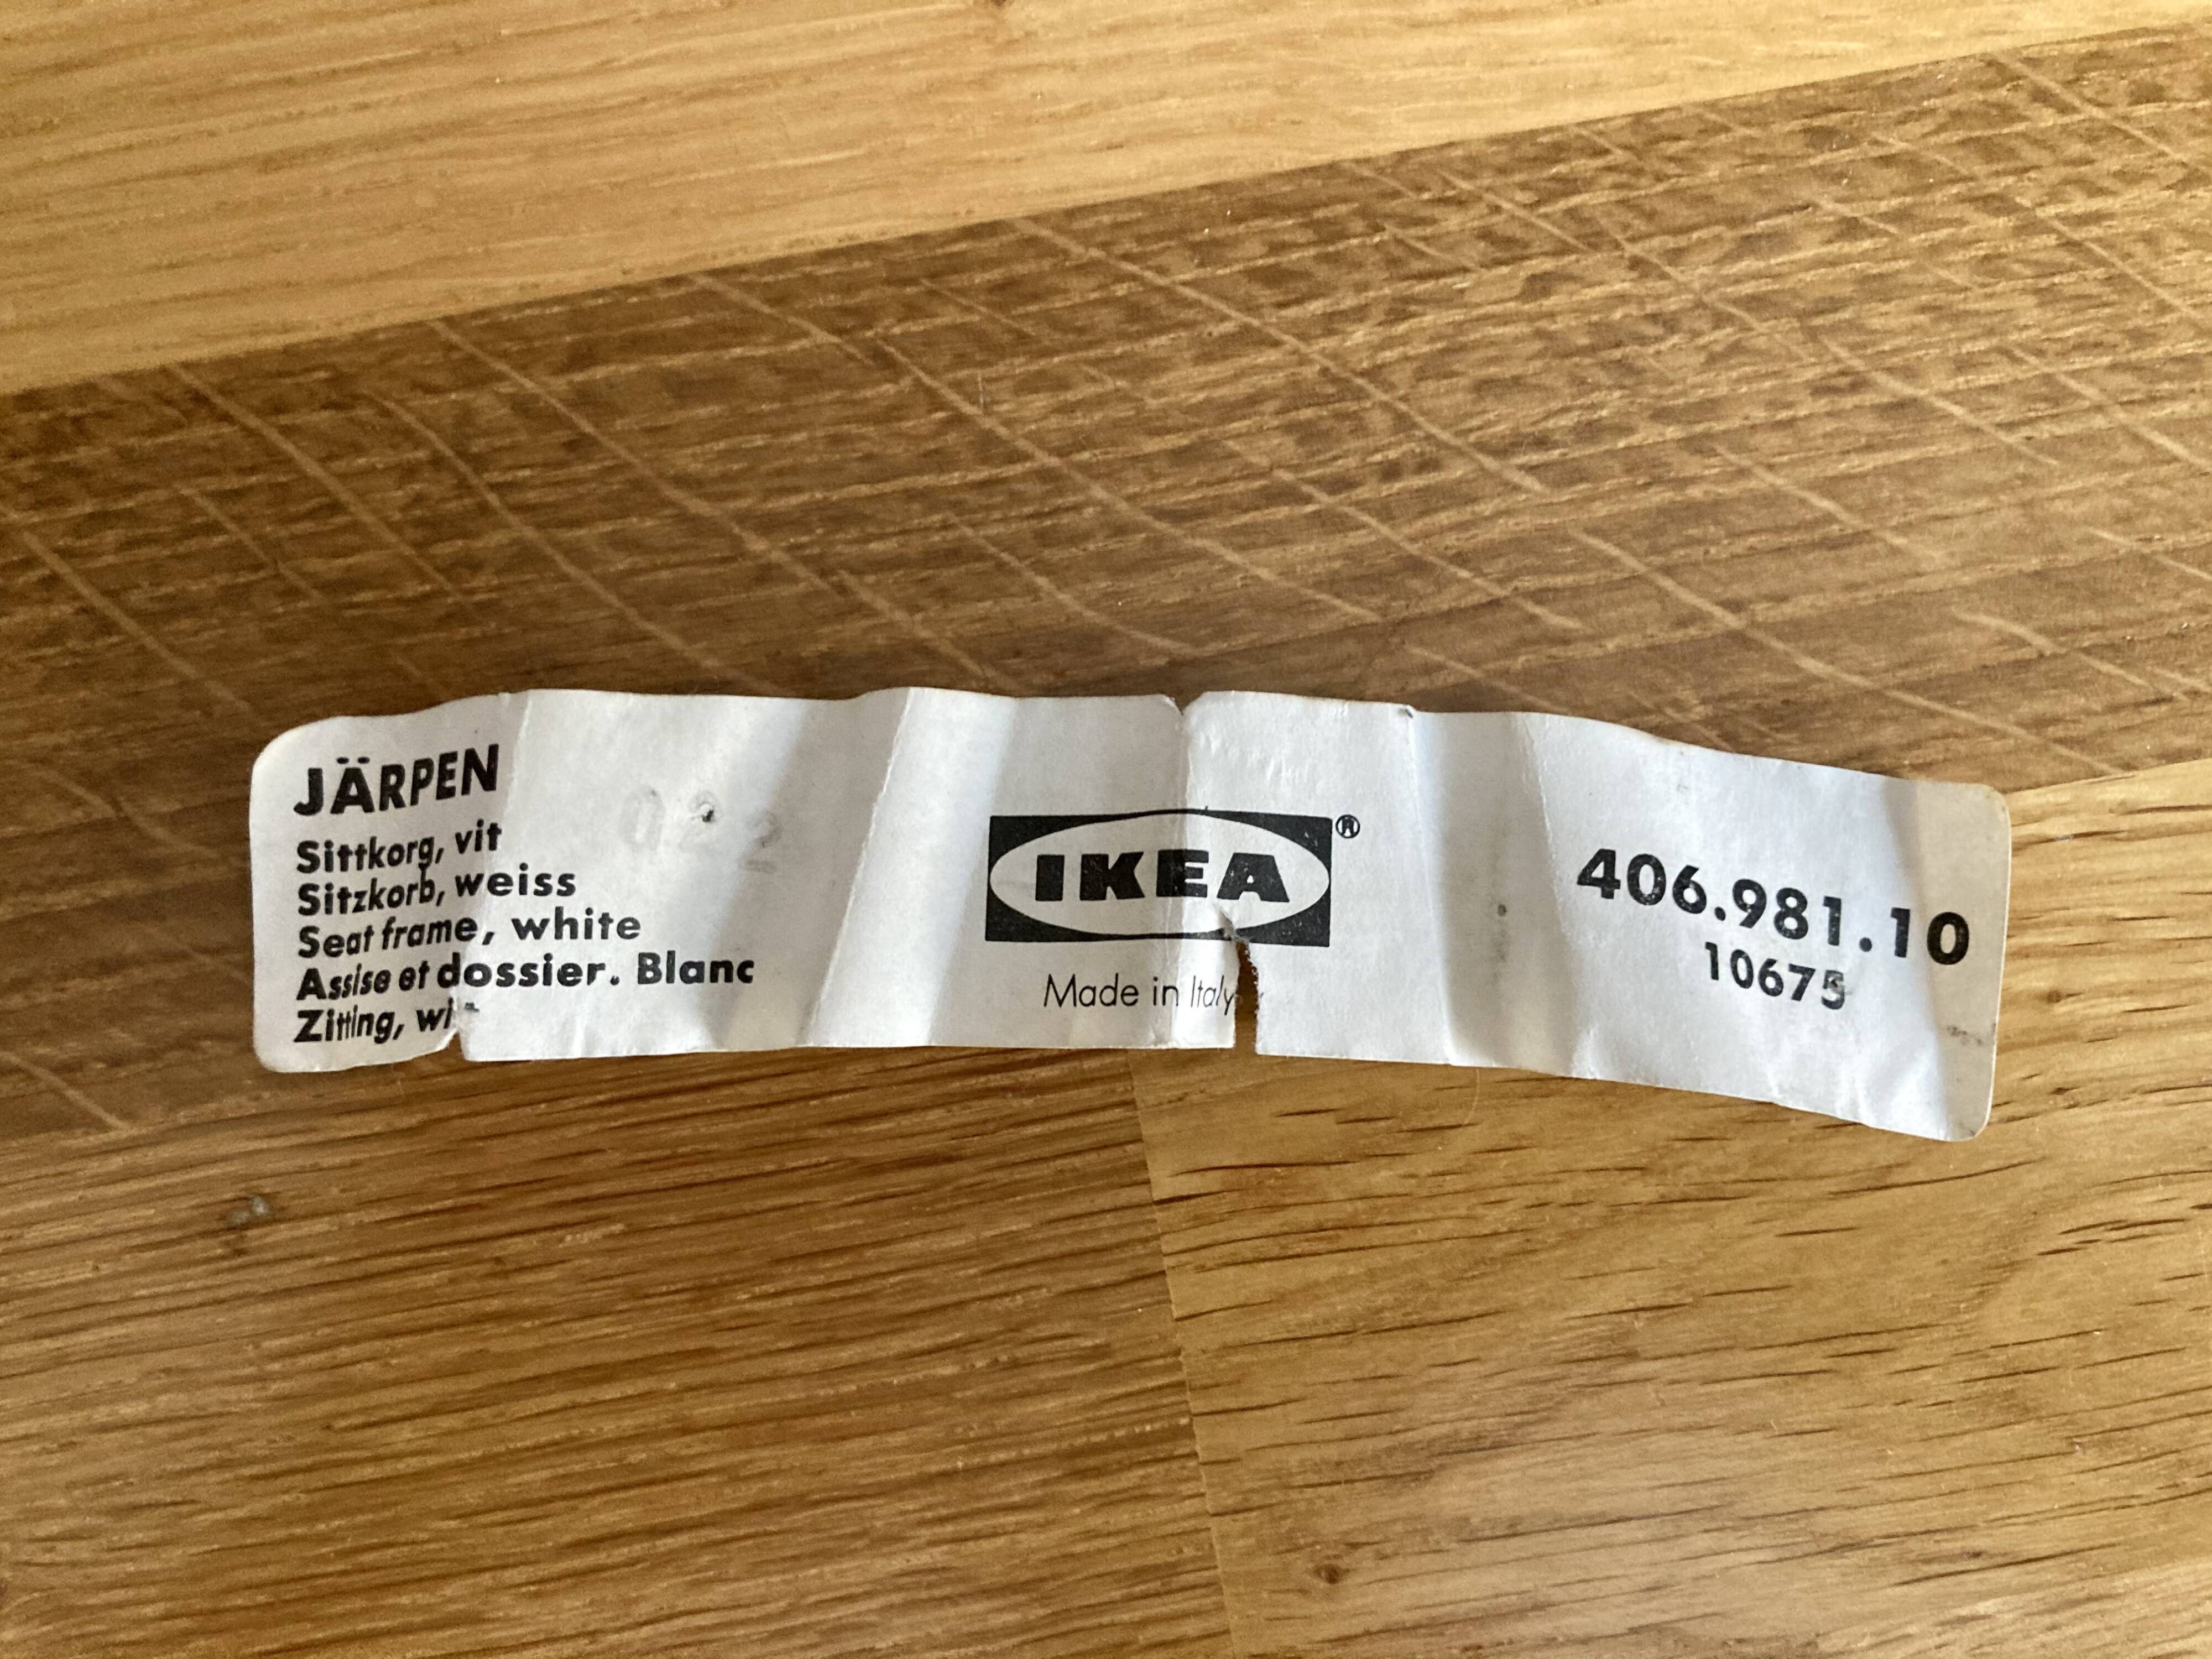 JÄRPEN
Sittkorg, vit
Sitzkorb, weiss
Seat frame, white
Assise et dossier. Blanc
Zitting,
IKEA®
Made in Italy
406.981.10
10675